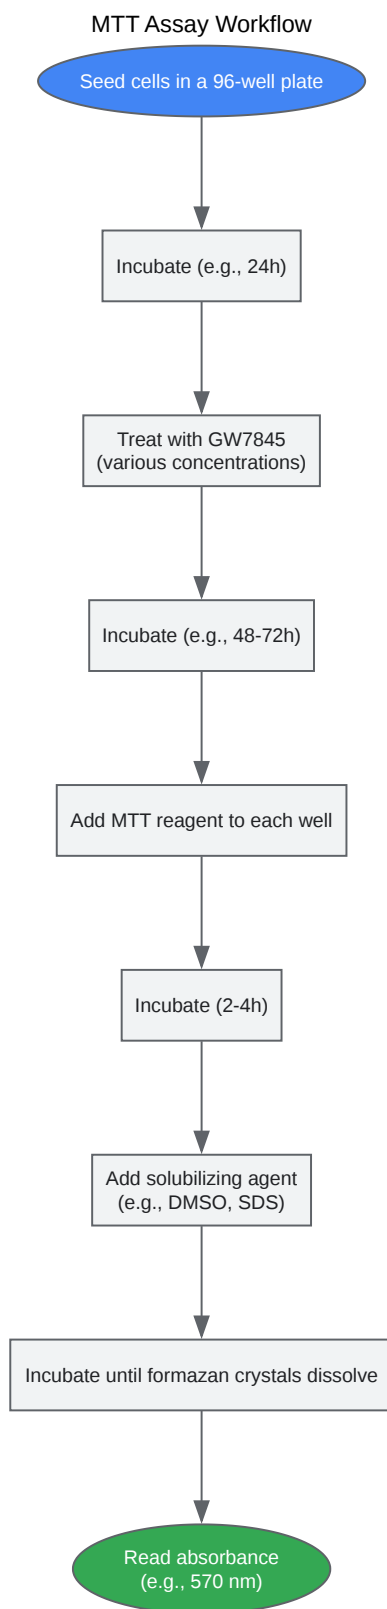 MTT Assay Workflow
Seed cells in a 96-well plate
Incubate (e.g., 24h)
Treat with GW7845
(various concentrations)
Incubate (e.g., 48-72h)
Add MTT reagent to each well
Incubate (2-4h)
Add solubilizing agent
(e.g., DMSO, SDS)
Incubate until formazan crystals dissolve
Read absorbance
(e.g., 570 nm)